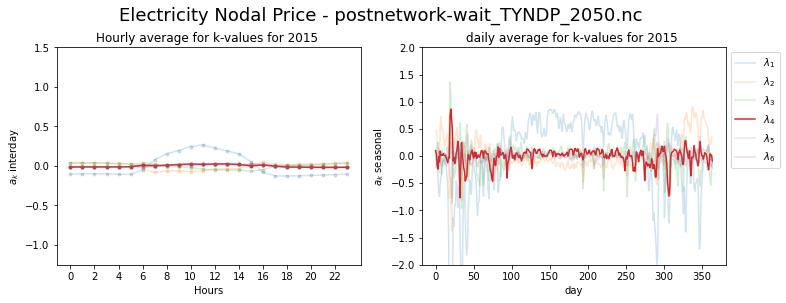 Electricity Nodal Price - postnetwork-wait_TYNDP_2050.nc
Hourly average for k-values for 2015
1.5
1.0
0.5
0.0
−0.5
−1.0
a_k interday
0 2 4 6 8 10 12 14 16 18 20 22
Hours
daily average for k-values for 2015
2.0
1.5
1.0
0.5
0.0
−0.5
−1.0
−1.5
−2.0
a_k seasonal
0 50 100 150 200 250 300 350
day
λ₁
λ₂
λ₃
λ₄
λ₅
λ₆